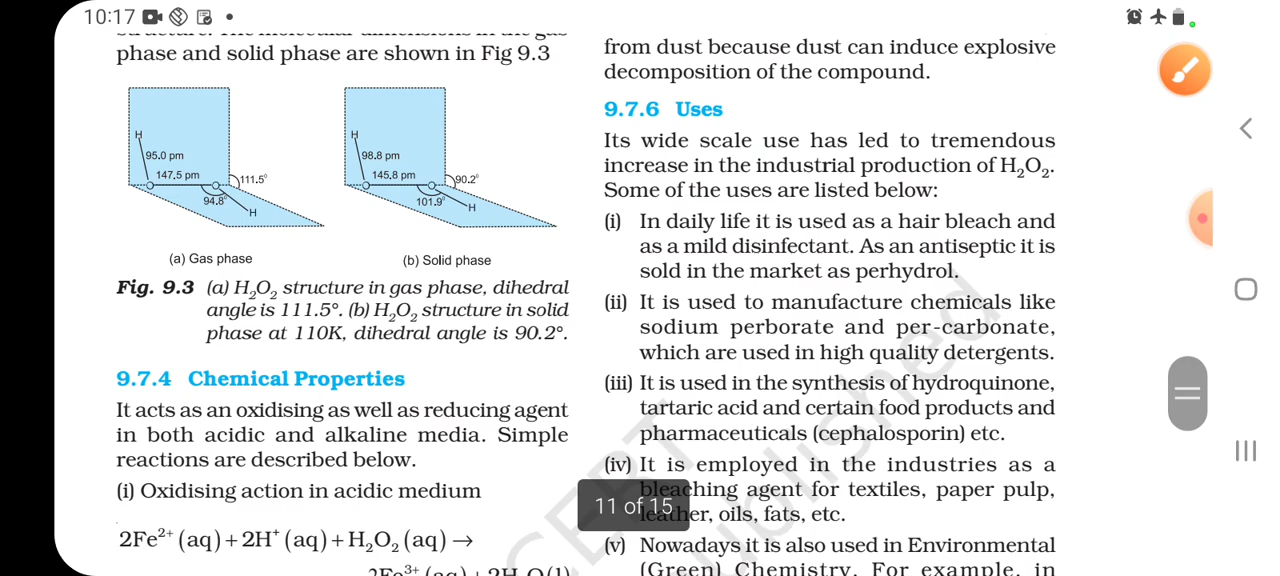 10:17
phase and solid phase are shown in Fig 9.3
H
95.0 pm
147.5 pm
111.5°
94.8°
H
(a) Gas phase
H
98.8 pm
145.8 pm
90.2°
101.9°
H
(b) Solid phase
Fig. 9.3 (a) H₂O₂ structure in gas phase, dihedral
angle is 111.5°. (b) H₂O₂ structure in solid
phase at 110K, dihedral angle is 90.2°.
9.7.4 Chemical Properties
It acts as an oxidising as well as reducing agent
in both acidic and alkaline media. Simple
reactions are described below.
(i) Oxidising action in acidic medium
2Fe²⁺ (aq) + 2H⁺ (aq) + H₂O₂ (aq) →
2Fe³⁺ (aq) + 2H₂O(l)
from dust because dust can induce explosive
decomposition of the compound.
9.7.6 Uses
Its wide scale use has led to tremendous
increase in the industrial production of H₂O₂.
Some of the uses are listed below:
(i) In daily life it is used as a hair bleach and
as a mild disinfectant. As an antiseptic it is
sold in the market as perhydrol.
(ii) It is used to manufacture chemicals like
sodium perborate and per-carbonate,
which are used in high quality detergents.
(iii) It is used in the synthesis of hydroquinone,
tartaric acid and certain food products and
pharmaceuticals (cephalosporin) etc.
(iv) It is employed in the industries as a
bleaching agent for textiles, paper pulp,
leather, oils, fats, etc.
(v) Nowadays it is also used in Environmental
(Green) Chemistry. For example, in
11 of 15